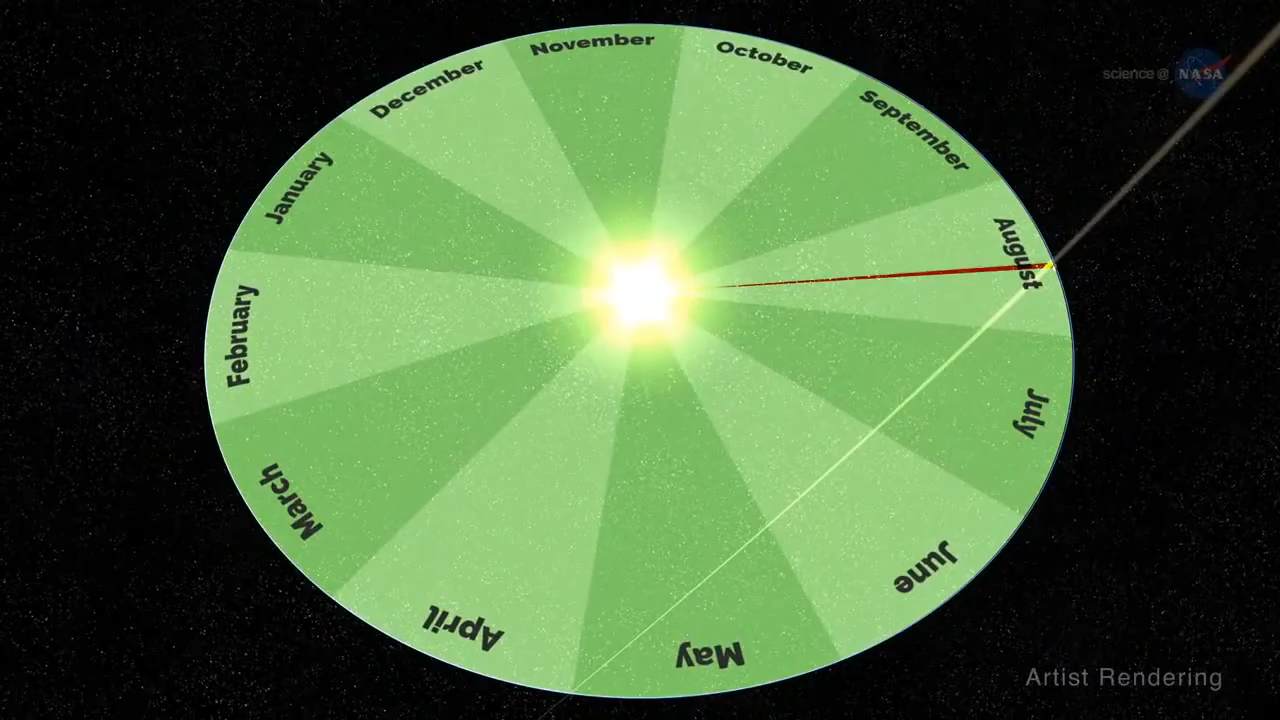 November
October
December
September
science@ NASA
January
August
February
July
March
June
April
May
Artist Rendering